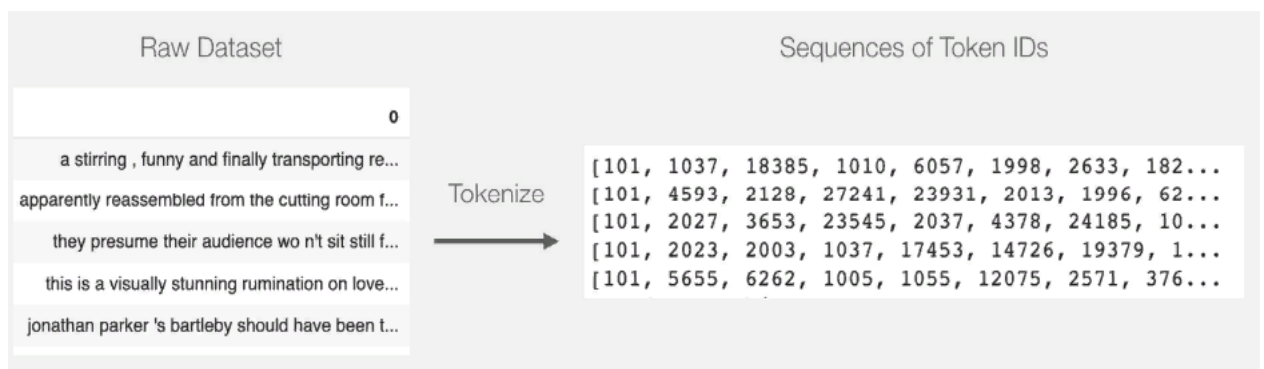 Raw Dataset
Sequences of Token IDs
0
a stirring , funny and finally transporting re...
apparently reassembled from the cutting room f...
they presume their audience wo n't sit still f...
this is a visually stunning rumination on love...
jonathan parker 's bartleby should have been t...
Tokenize
[101, 1037, 18385, 1010, 6057, 1998, 2633, 182...
[101, 4593, 2128, 27241, 23931, 2013, 1996, 62...
[101, 2027, 3653, 23545, 2037, 4378, 24185, 10...
[101, 2023, 2003, 1037, 17453, 14726, 19379, 1...
[101, 5655, 6262, 1005, 1055, 12075, 2571, 376...